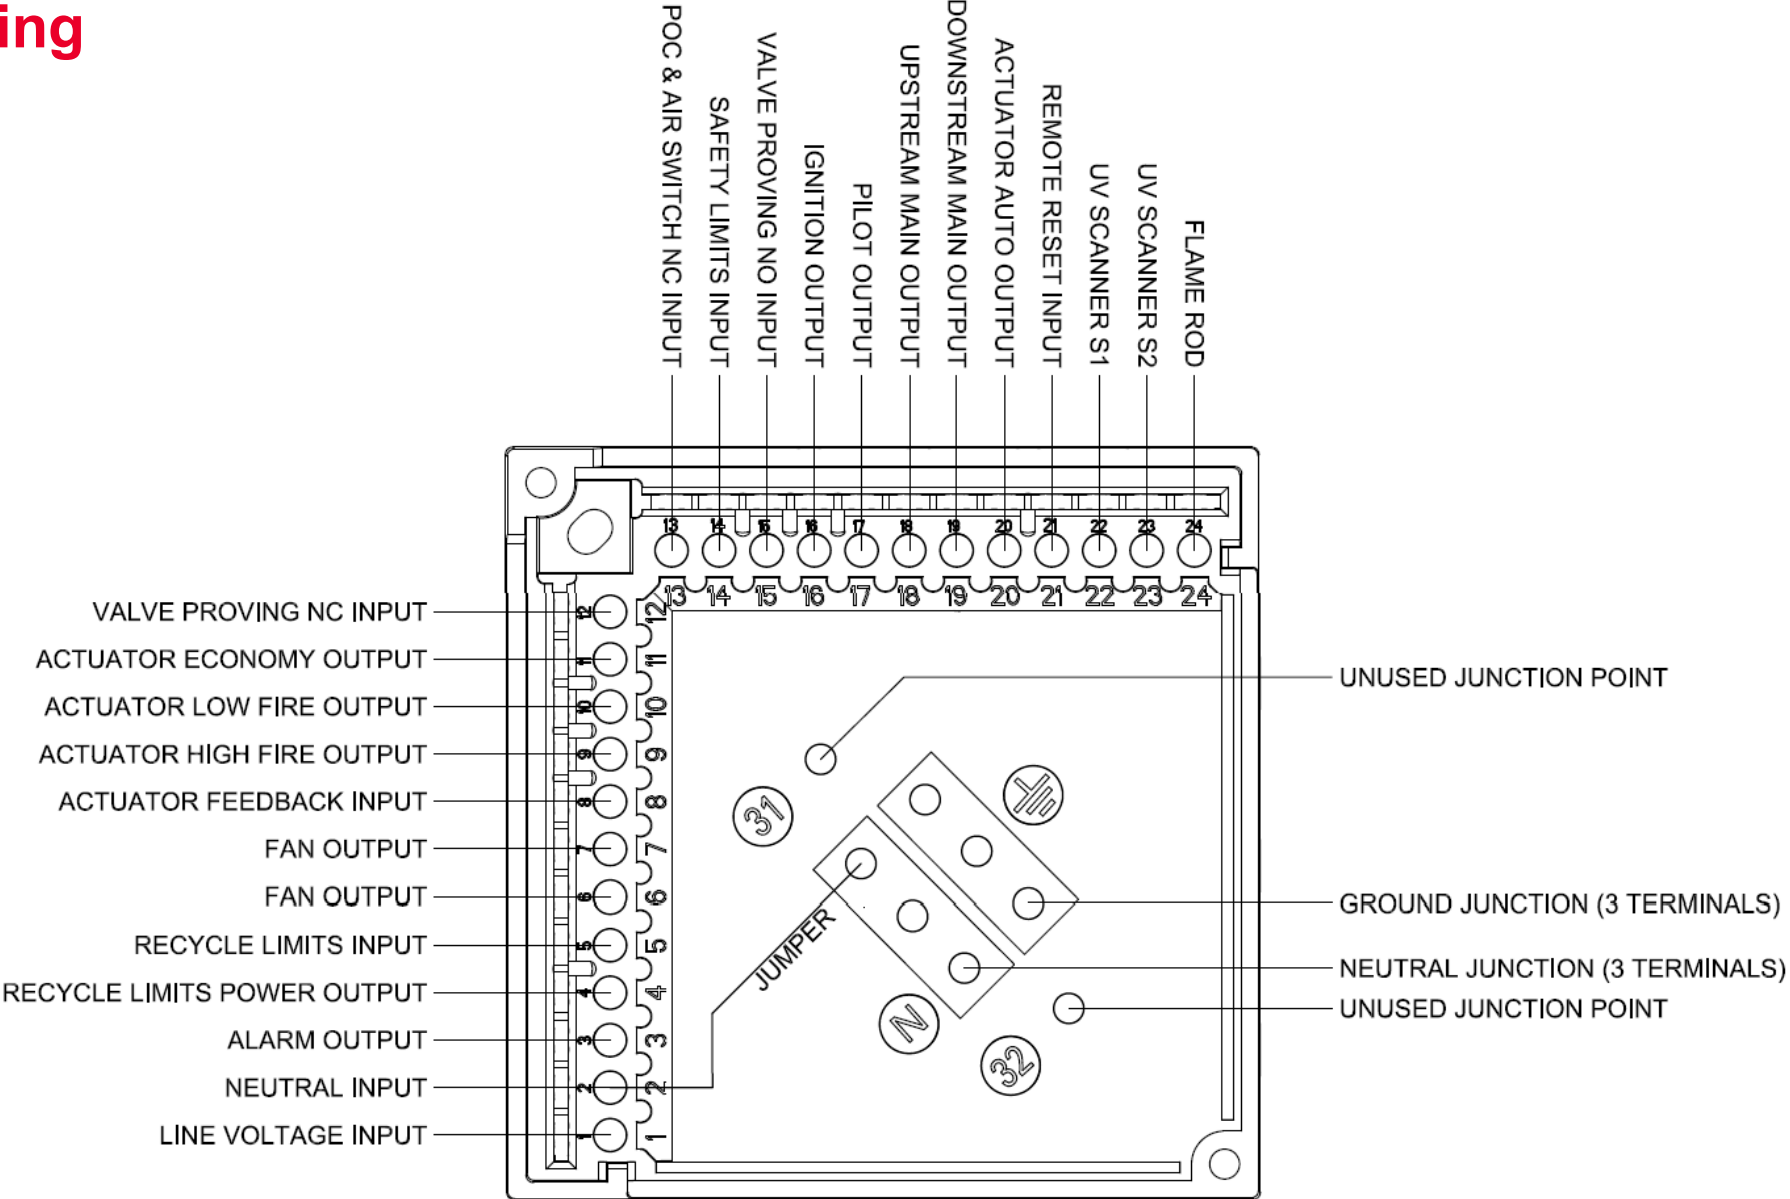 ing
POC & AIR SWITCH NC INPUT
SAFETY LIMITS INPUT
VALVE PROVING NO INPUT
IGNITION OUTPUT
PILOT OUTPUT
UPSTREAM MAIN OUTPUT
DOWNSTREAM MAIN OUTPUT
ACTUATOR AUTO OUTPUT
REMOTE RESET INPUT
UV SCANNER S1
UV SCANNER S2
FLAME ROD
13 14 15 16 17 18 19 20 21 22 23 24
13 14 15 16 17 18 19 20 21 22 23 24
VALVE PROVING NC INPUT 12 12
ACTUATOR ECONOMY OUTPUT 11 11
ACTUATOR LOW FIRE OUTPUT 10 10
ACTUATOR HIGH FIRE OUTPUT 9 9
ACTUATOR FEEDBACK INPUT 8 8
FAN OUTPUT 7 7
FAN OUTPUT 6 6
RECYCLE LIMITS INPUT 5 5
RECYCLE LIMITS POWER OUTPUT 4 4
ALARM OUTPUT 3 3
NEUTRAL INPUT 2 2
LINE VOLTAGE INPUT 1 1
31
JUMPER
N
32
UNUSED JUNCTION POINT
GROUND JUNCTION (3 TERMINALS)
NEUTRAL JUNCTION (3 TERMINALS)
UNUSED JUNCTION POINT